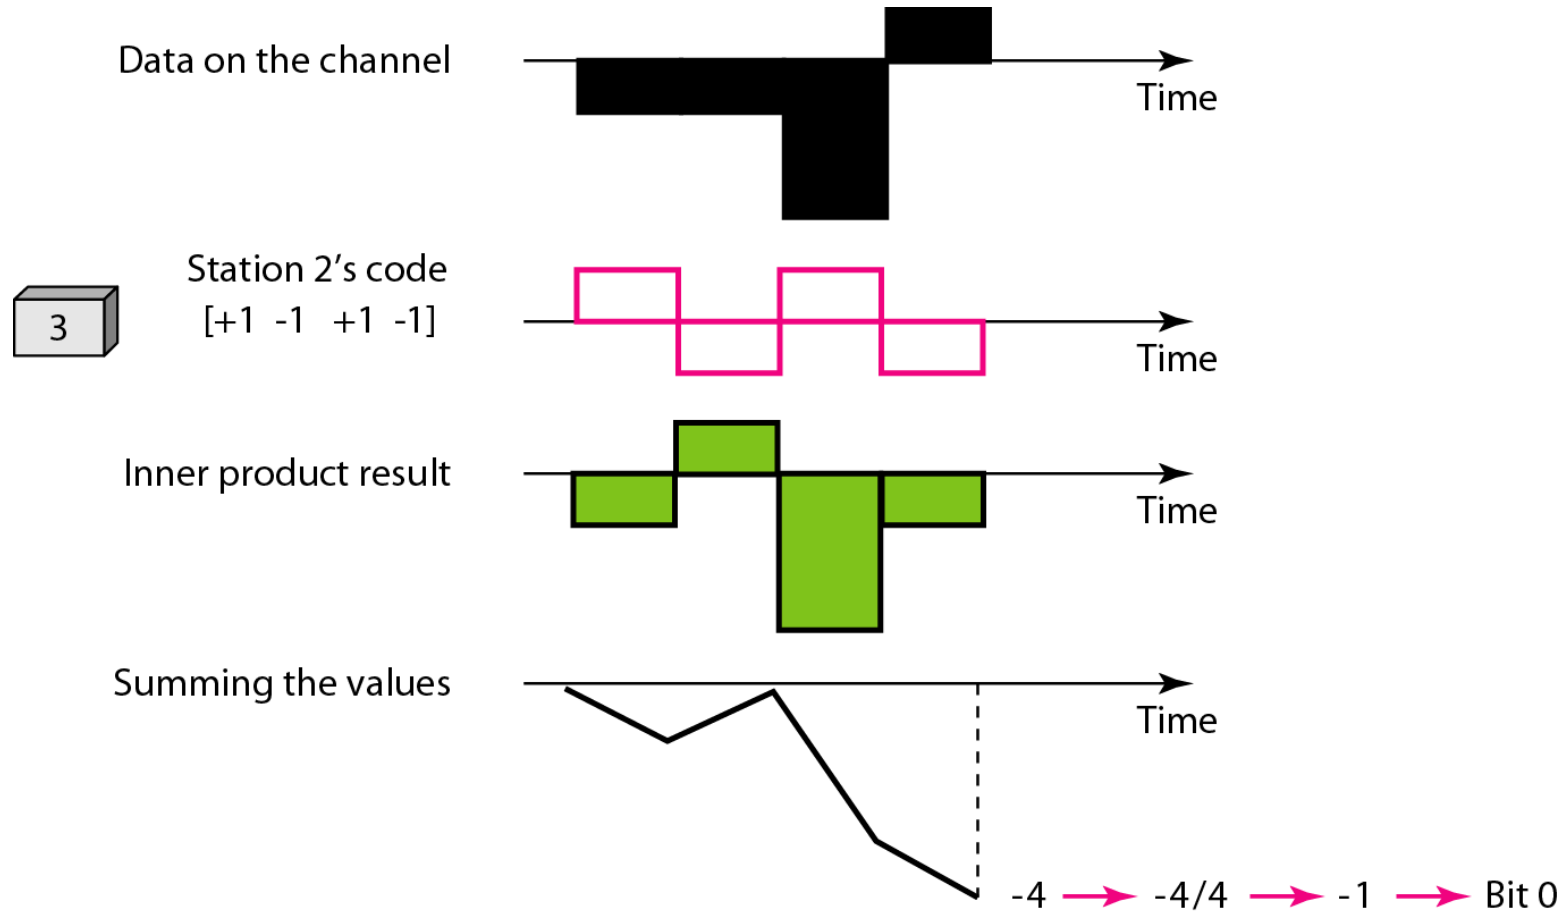 Data on the channel
Time
Station 2's code
[+1 -1 +1 -1]
3
Time
Inner product result
Time
Summing the values
Time
-4 -4/4 -1 Bit 0